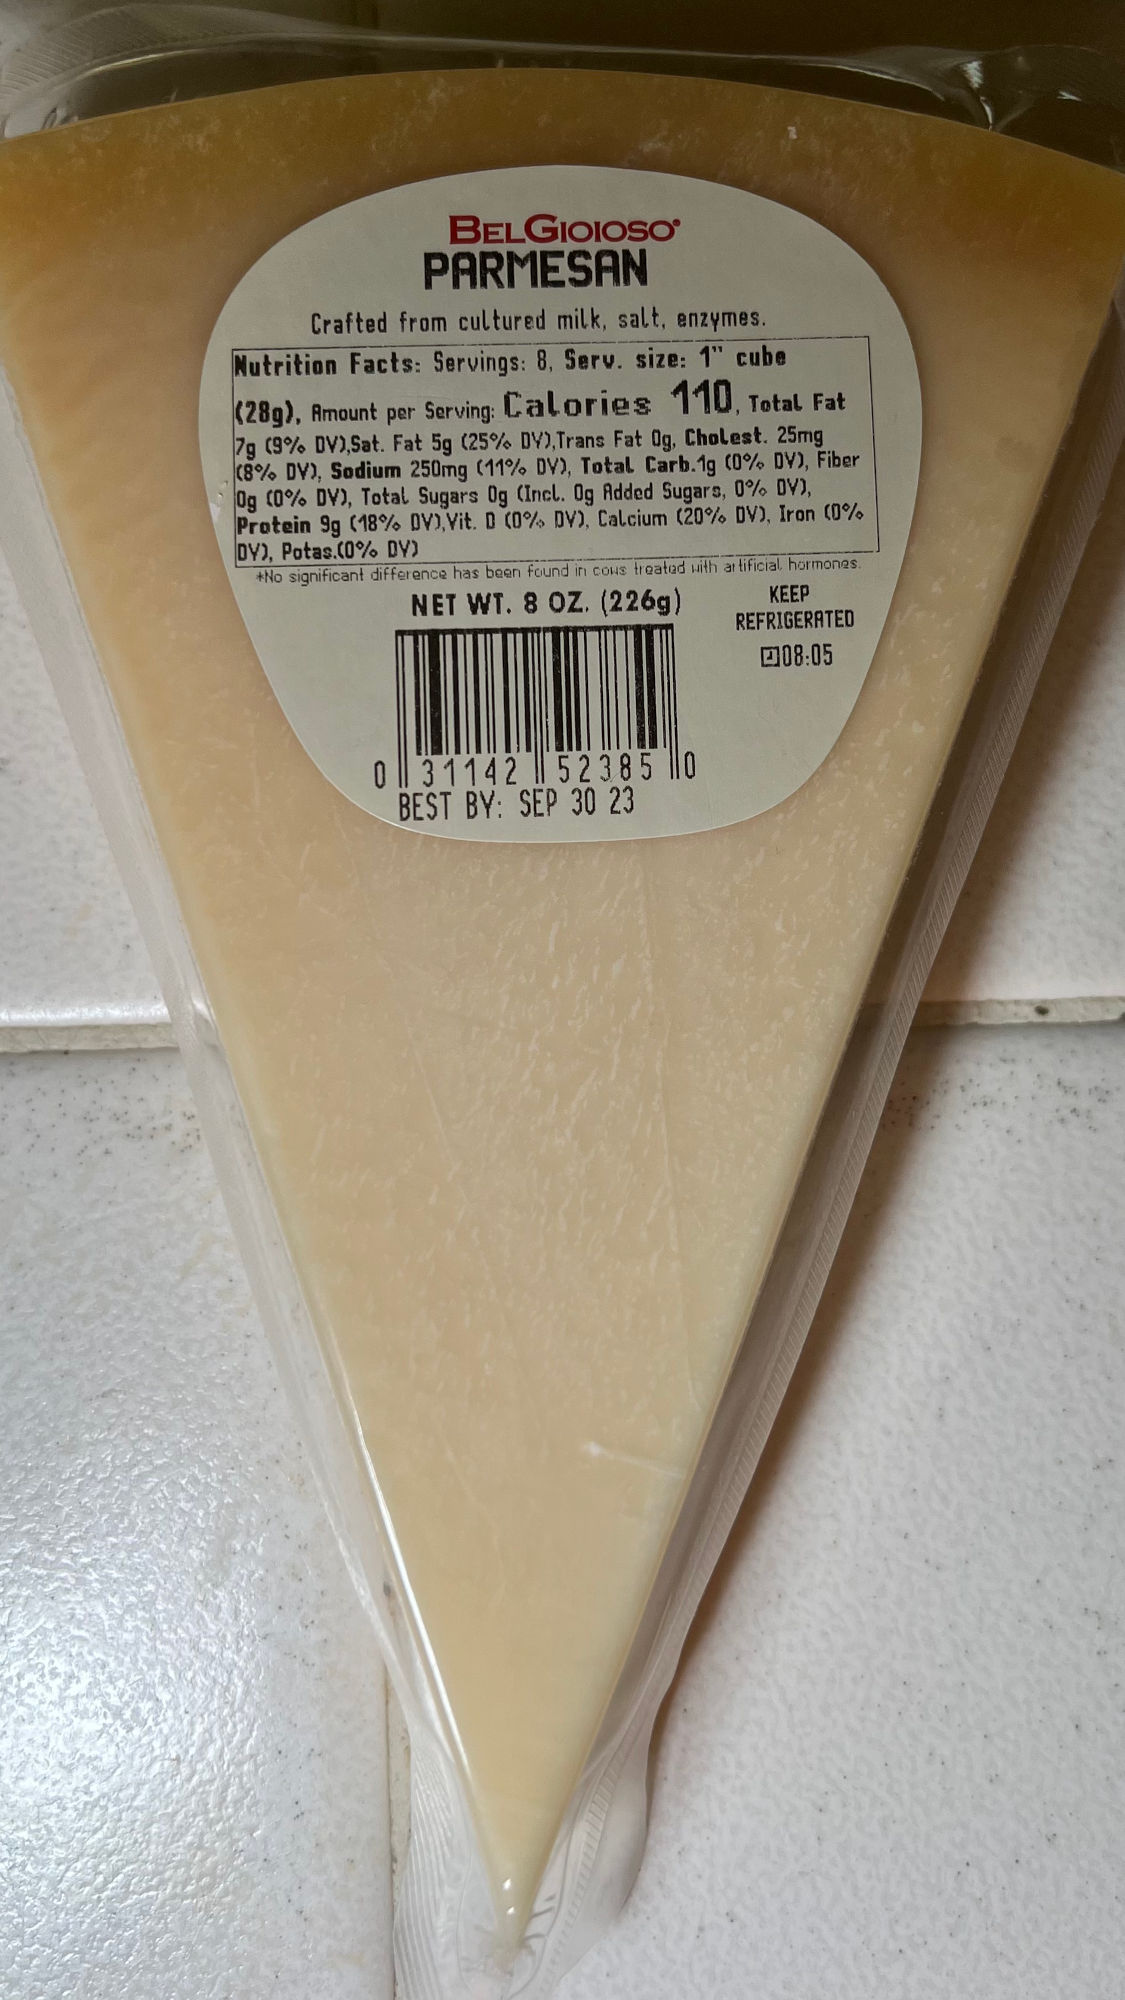 BELGIOIOSO®
PARMESAN
Crafted from cultured milk, salt, enzymes.
Nutrition Facts: Servings: 8, Serv. size: 1" cube
(28g), Amount per Serving: Calories 110, Total Fat
7g (9% DV),Sat. Fat 5g (25% DV),Trans Fat 0g, Cholest. 25mg
(8% DV), Sodium 250mg (11% DV), Total Carb.1g (0% DV), Fiber
0g (0% DV), Total Sugars 0g (Incl. 0g Added Sugars, 0% DV),
Protein 9g (18% DV),Vit. D (0% DV), Calcium (20% DV), Iron (0%
DV), Potas.(0% DV)
*No significant difference has been found in cows treated with artificial hormones.
NET WT. 8 OZ. (226g)
KEEP
REFRIGERATED
08:05
0 31142 52385 0
BEST BY: SEP 30 23